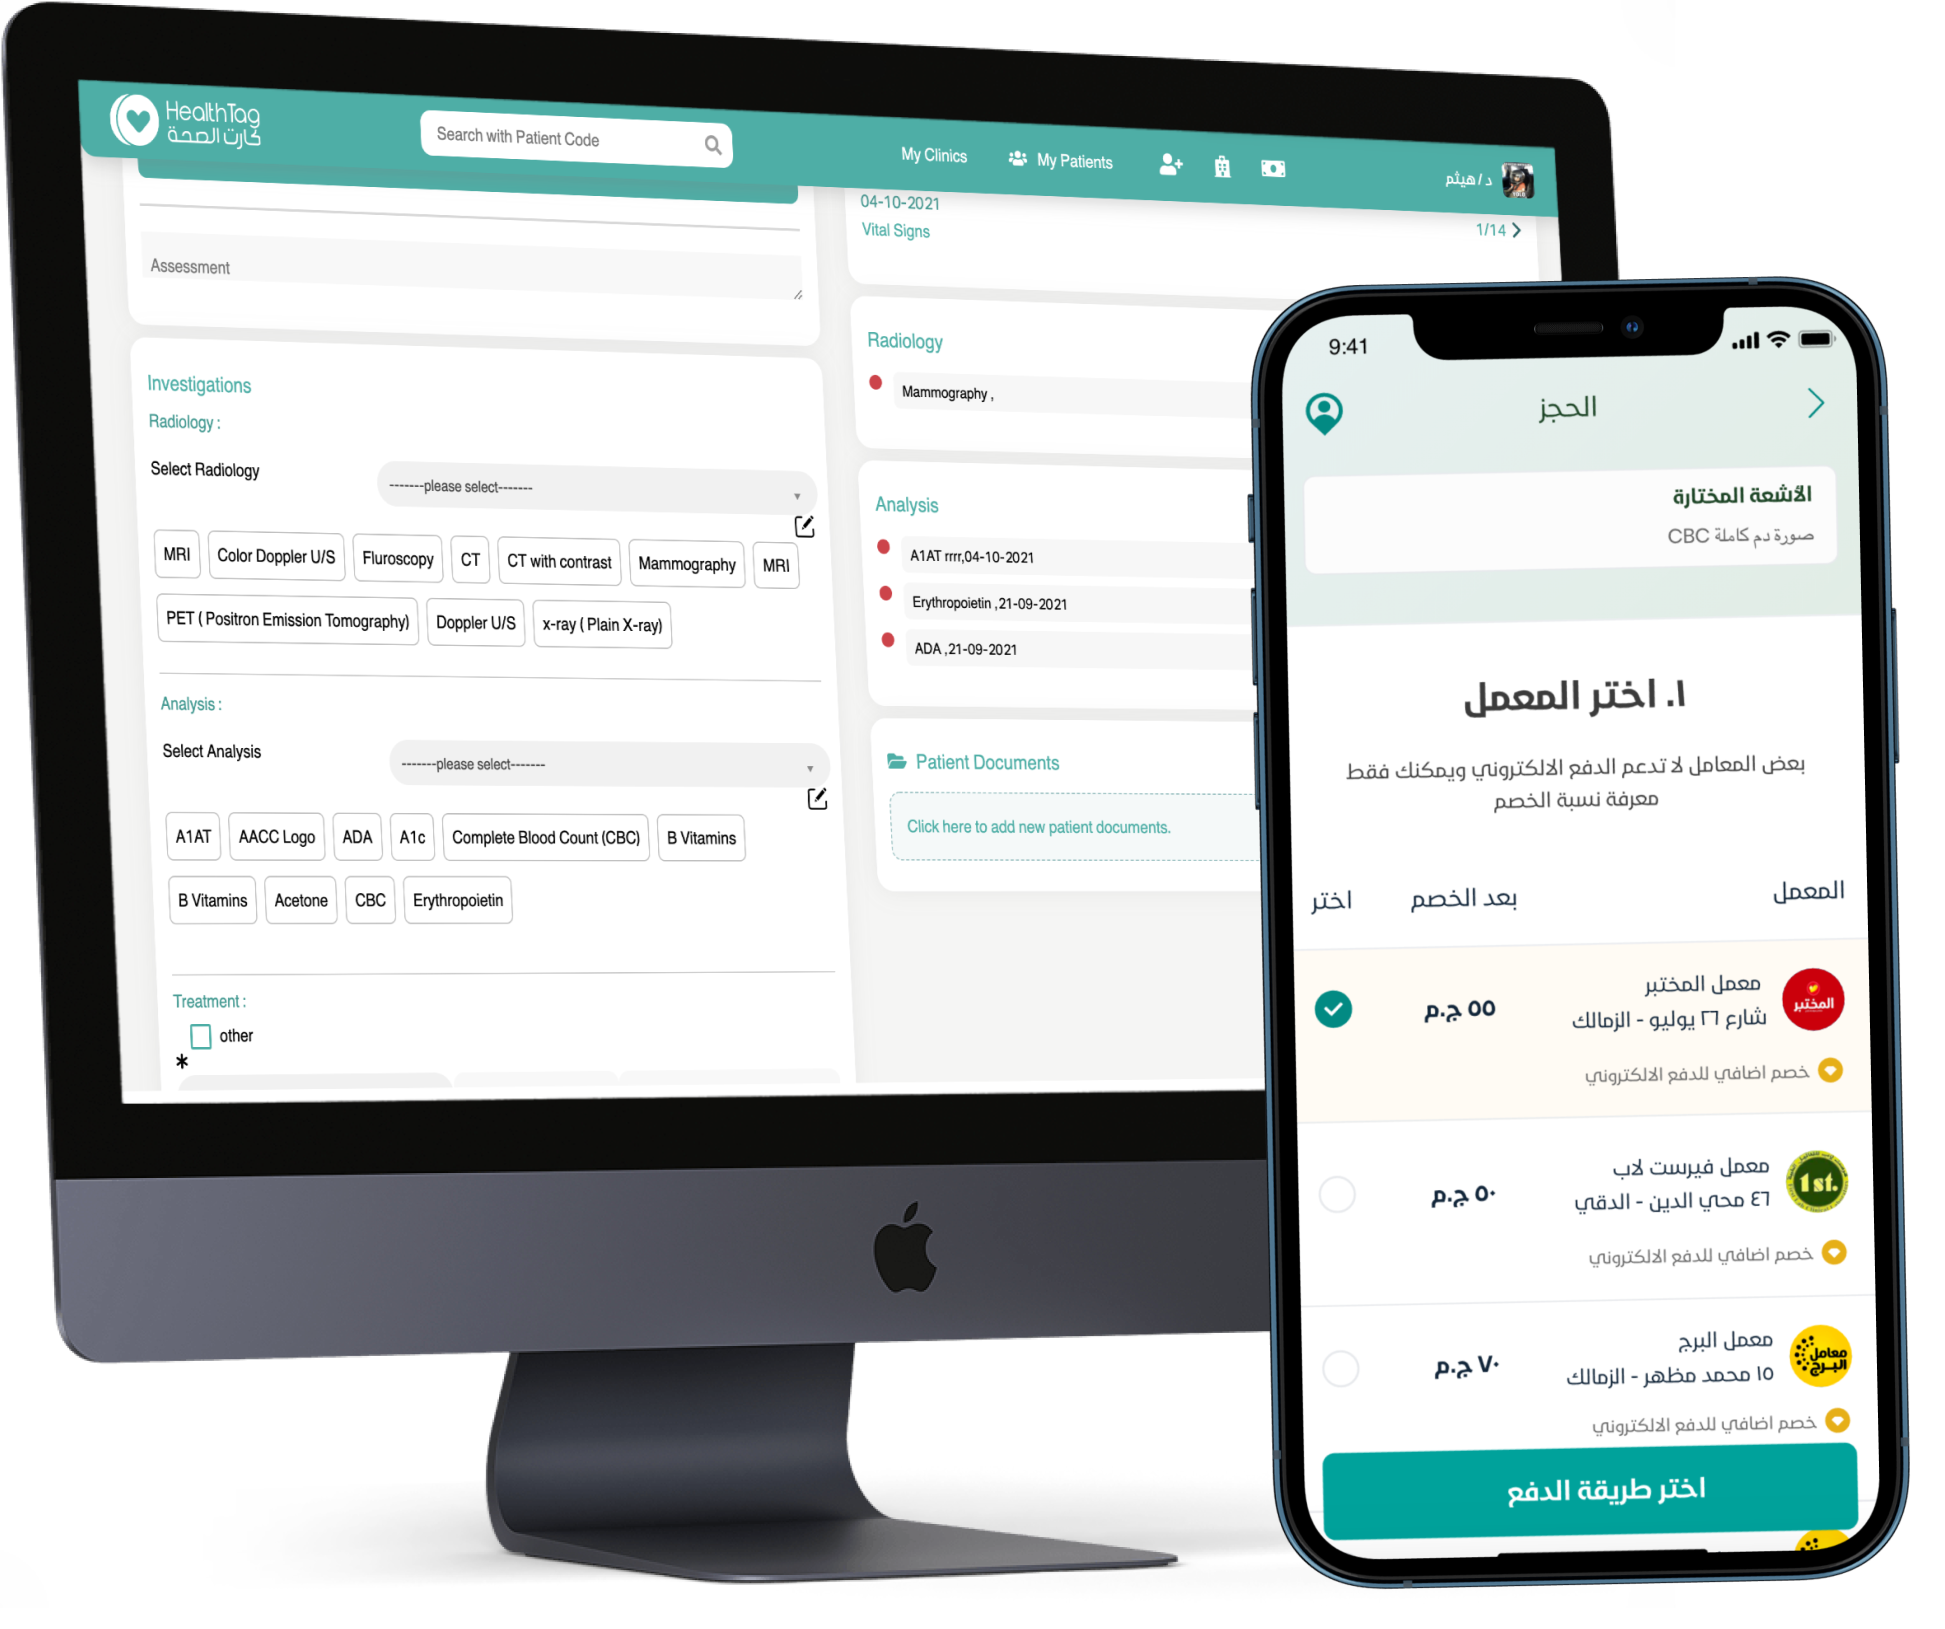 HealthTag
كارت الصحة
Search with Patient Code
My Clinics
My Patients
د / هيثم
Assessment
Investigations
Radiology :
Select Radiology
-------please select-------
MRI
Color Doppler U/S
Fluroscopy
CT
CT with contrast
Mammography
MRI
PET ( Positron Emission Tomography)
Doppler U/S
x-ray ( Plain X-ray)
Analysis :
Select Analysis
-------please select-------
A1AT
AACC Logo
ADA
A1c
Complete Blood Count (CBC)
B Vitamins
B Vitamins
Acetone
CBC
Erythropoietin
Treatment :
other
*
04-10-2021
Vital Signs
1/14
Radiology
Mammography ,
Analysis
A1AT rrrr,04-10-2021
Erythropoietin ,21-09-2021
ADA ,21-09-2021
Patient Documents
Click here to add new patient documents.
9:41
الحجز
الأشعة المختارة
صورة دم كاملة CBC
١. اختر المعمل
بعض المعامل لا تدعم الدفع الالكتروني ويمكنك فقط
معرفة نسبة الخصم
المعمل
بعد الخصم
اختر
المختبر
معمل المختبر
شارع ٢٦ يوليو - الزمالك
٥٥ ج.م
خصم اضافي للدفع الالكتروني
1st.
معمل فيرست لاب
٤٦ محي الدين - الدقي
٥٠ ج.م
خصم اضافي للدفع الالكتروني
معامل
البرج
معمل البرج
١٥ محمد مظهر - الزمالك
٧٠ ج.م
خصم اضافي للدفع الالكتروني
اختر طريقة الدفع